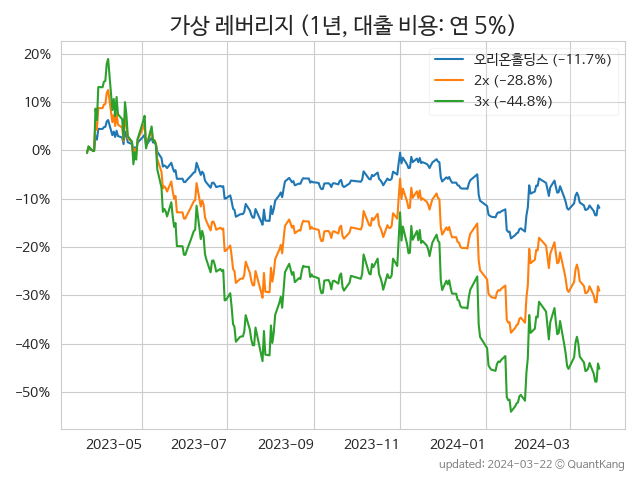 가상 레버리지 (1년, 대출 비용: 연 5%)
오리온홀딩스 (−11.7%)
2x (−28.8%)
3x (−44.8%)
20%
10%
0%
−10%
−20%
−30%
−40%
−50%
2023-05 2023-07 2023-09 2023-11 2024-01 2024-03
updated: 2024-03-22 © QuantKang